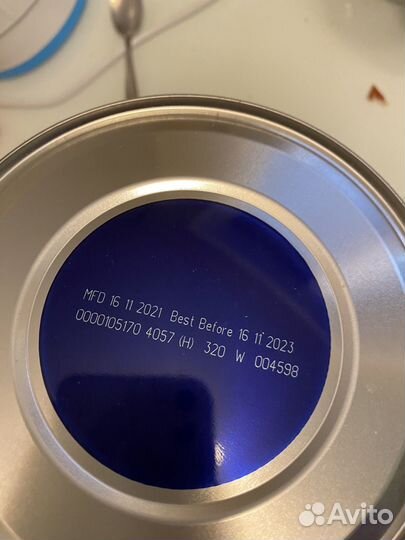 MFD 16 11 2021 Best Before 16 11 2023
0000105170 4057 (H) 320 W 004598
Avito